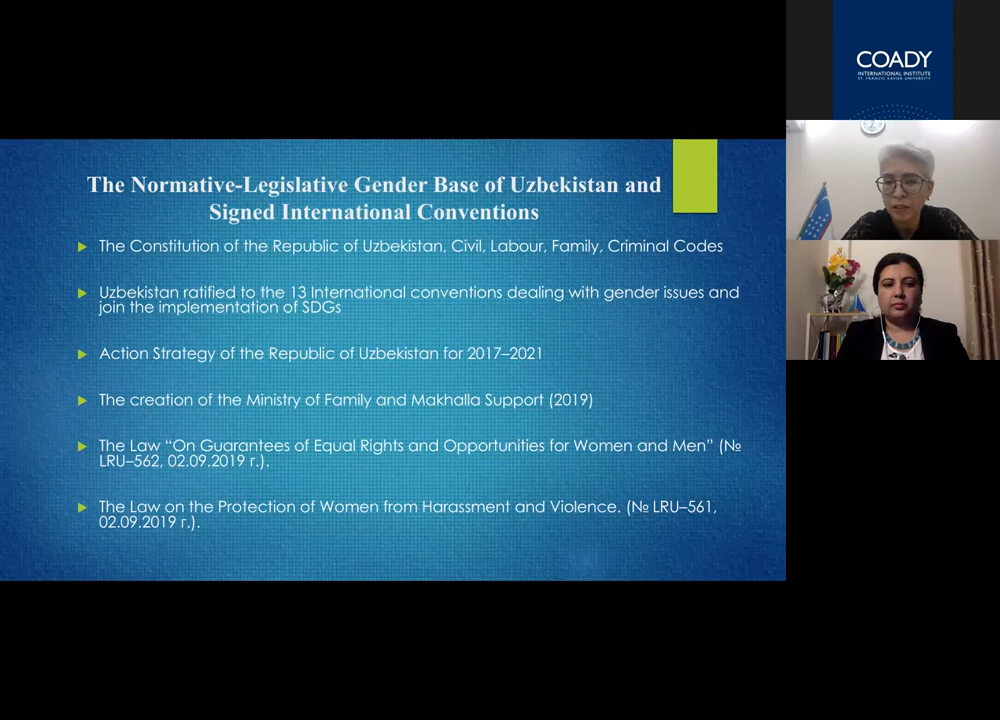 The Normative-Legislative Gender Base of Uzbekistan and
Signed International Conventions
The Constitution of the Republic of Uzbekistan, Civil, Labour, Family, Criminal Codes
Uzbekistan ratified to the 13 International conventions dealing with gender issues and
join the implementation of SDGs
Action Strategy of the Republic of Uzbekistan for 2017–2021
The creation of the Ministry of Family and Makhalla Support (2019)
The Law “On Guarantees of Equal Rights and Opportunities for Women and Men” (№
LRU–562, 02.09.2019 г.).
The Law on the Protection of Women from Harassment and Violence. (№ LRU–561,
02.09.2019 г.).
COADY
INTERNATIONAL INSTITUTE
ST. FRANCIS XAVIER UNIVERSITY